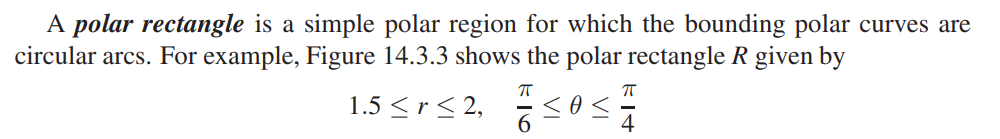 A polar rectangle is a simple polar region for which the bounding polar curves are
circular arcs. For example, Figure 14.3.3 shows the polar rectangle R given by
1.5 ≤ r ≤ 2, π/6 ≤ θ ≤ π/4